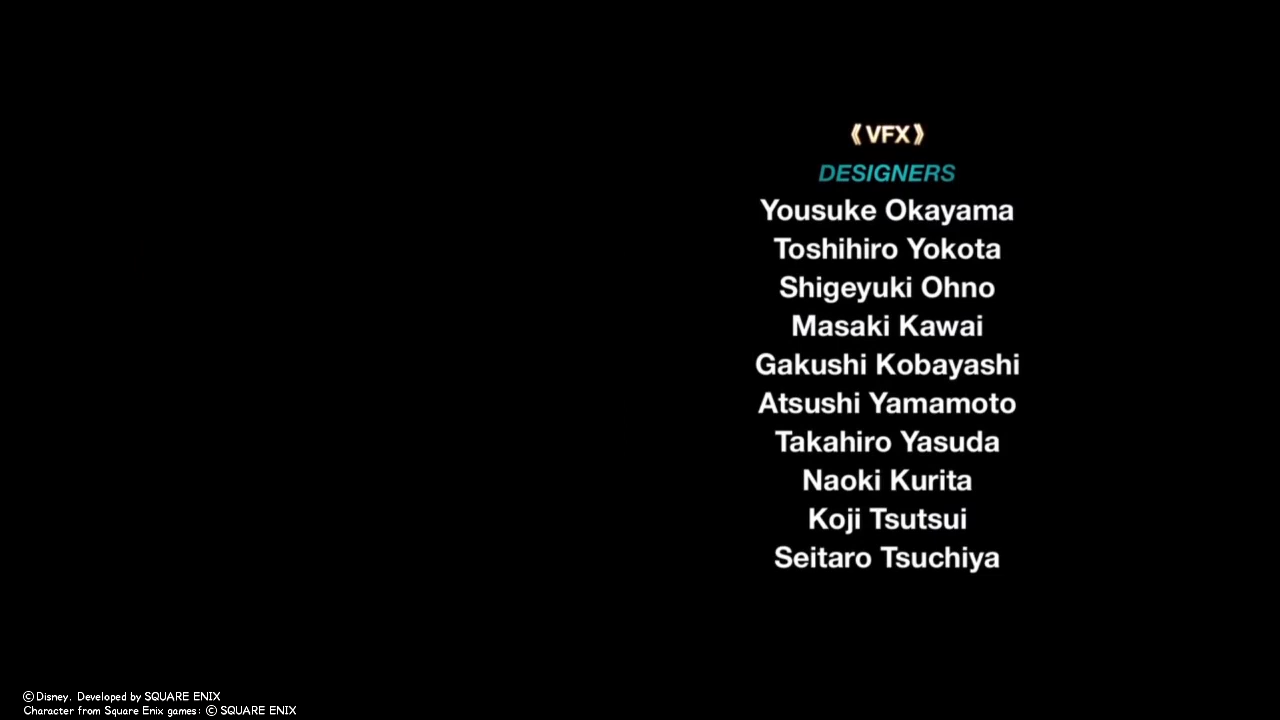 《VFX》
DESIGNERS
Yousuke Okayama
Toshihiro Yokota
Shigeyuki Ohno
Masaki Kawai
Gakushi Kobayashi
Atsushi Yamamoto
Takahiro Yasuda
Naoki Kurita
Koji Tsutsui
Seitaro Tsuchiya
©Disney. Developed by SQUARE ENIX
Character from Square Enix games: © SQUARE ENIX